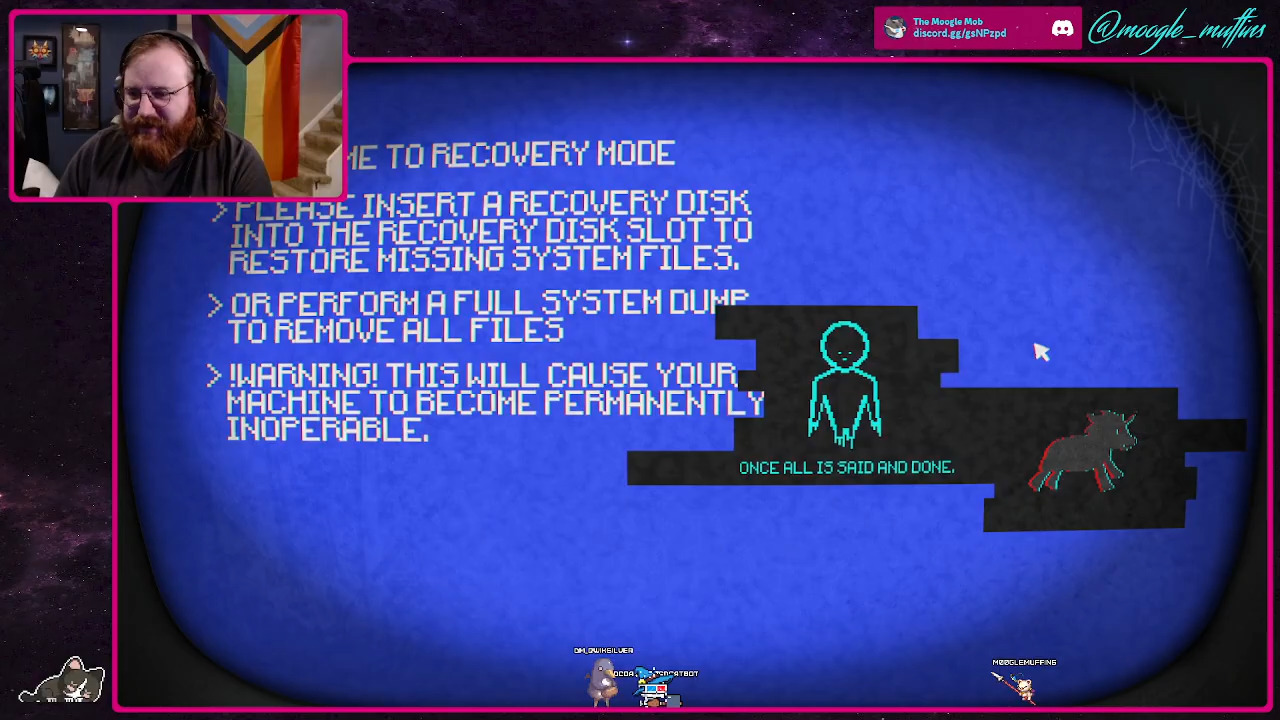 The Moogle Mob
discord.gg/gsNPzpd
@moogle_muffins
ME TO RECOVERY MODE
> PLEASE INSERT A RECOVERY DISK
INTO THE RECOVERY DISK SLOT TO
RESTORE MISSING SYSTEM FILES.
> OR PERFORM A FULL SYSTEM DUMP
TO REMOVE ALL FILES
> !WARNING! THIS WILL CAUSE YOUR
MACHINE TO BECOME PERMANENTLY
INOPERABLE.
ONCE ALL IS SAID AND DONE.
DM_QWIKSILVER
M00GLEMUFFINS